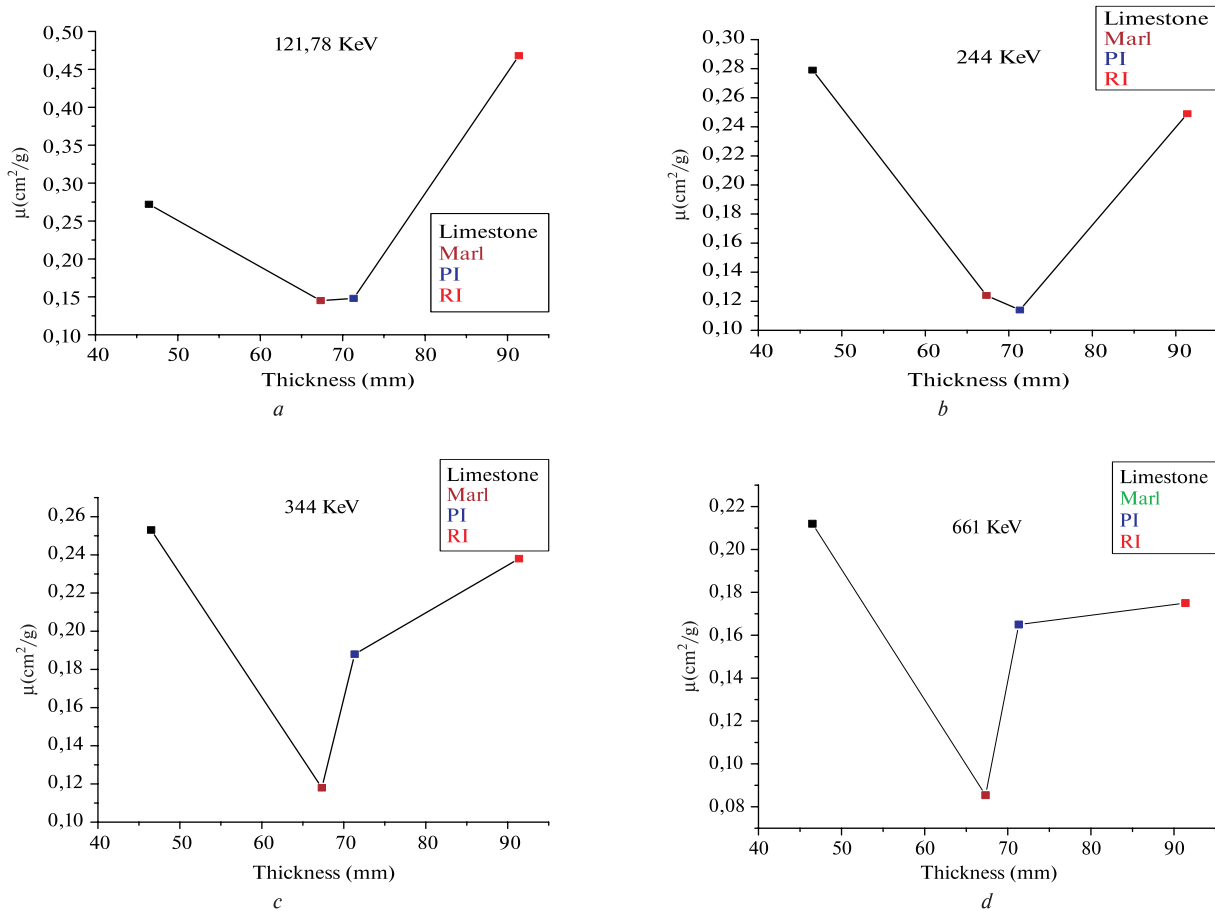 121,78 KeV
μ(cm²/g)
0,50
0,45
0,40
0,35
0,30
0,25
0,20
0,15
0,10
Limestone
Marl
PI
RI
40 50 60 70 80 90
Thickness (mm)
a
244 KeV
Limestone
Marl
PI
RI
μ(cm²/g)
0,30
0,28
0,26
0,24
0,22
0,20
0,18
0,16
0,14
0,12
0,10
40 50 60 70 80 90
Thickness (mm)
b
344 KeV
Limestone
Marl
PI
RI
μ(cm²/g)
0,26
0,24
0,22
0,20
0,18
0,16
0,14
0,12
0,10
40 50 60 70 80 90
Thickness (mm)
c
661 KeV
Limestone
Marl
PI
RI
μ(cm²/g)
0,22
0,20
0,18
0,16
0,14
0,12
0,10
0,08
40 50 60 70 80 90
Thickness (mm)
d